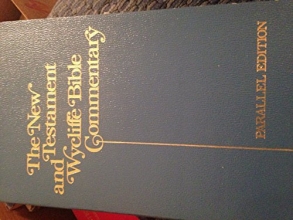 The New
Testament
and
Wycliffe Bible
Commentary
PARALLEL EDITION